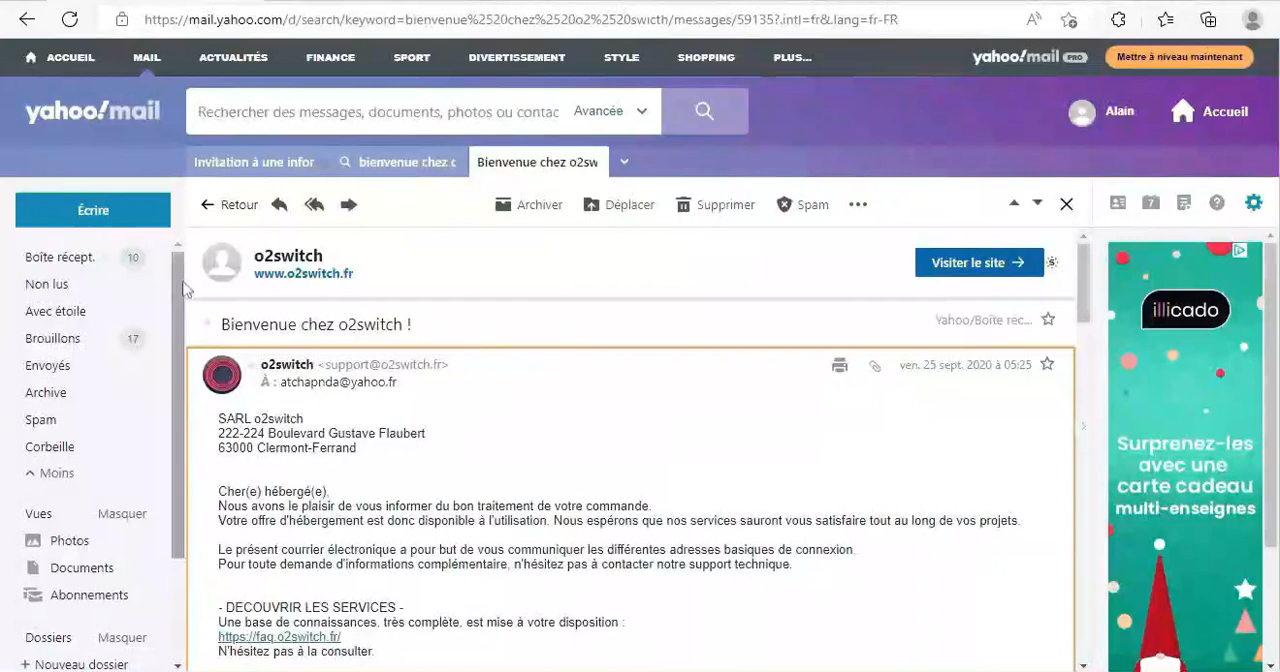 https://mail.yahoo.com/d/search/keyword=bienvenue%2520chez%2520o2%2520swicth/messages/59135?.intl=fr&.lang=fr-FR
ACCUEIL MAIL ACTUALITÉS FINANCE SPORT DIVERTISSEMENT STYLE SHOPPING PLUS... yahoo!mail PRO Mettre à niveau maintenant
yahoo!mail Rechercher des messages, documents, photos ou contac Avancée Alain Accueil
Invitation à une infor bienvenue chez c Bienvenue chez o2sw
Écrire Retour Archiver Déplacer Supprimer Spam ••• 7
Boîte récept. 10
Non lus
Avec étoile
Brouillons 17
Envoyés
Archive
Spam
Corbeille
Moins
Vues Masquer
Photos
Documents
Abonnements
Dossiers Masquer
+ Nouveau dossier
o2switch
www.o2switch.fr
Visiter le site →
Bienvenue chez o2switch !
Yahoo/Boîte rec...
o2switch <support@o2switch.fr>
ven. 25 sept. 2020 à 05:25
À : atchapnda@yahoo.fr
SARL o2switch
222-224 Boulevard Gustave Flaubert
63000 Clermont-Ferrand
Cher(e) hébergé(e),
Nous avons le plaisir de vous informer du bon traitement de votre commande.
Votre offre d'hébergement est donc disponible à l'utilisation. Nous espérons que nos services sauront vous satisfaire tout au long de vos projets.
Le présent courrier électronique a pour but de vous communiquer les différentes adresses basiques de connexion.
Pour toute demande d'informations complémentaire, n'hésitez pas à contacter notre support technique.
- DECOUVRIR LES SERVICES -
Une base de connaissances, très complète, est mise à votre disposition :
https://faq.o2switch.fr/
N'hésitez pas à la consulter.
illicado
Surprenez-les
avec une
carte cadeau
multi-enseignes